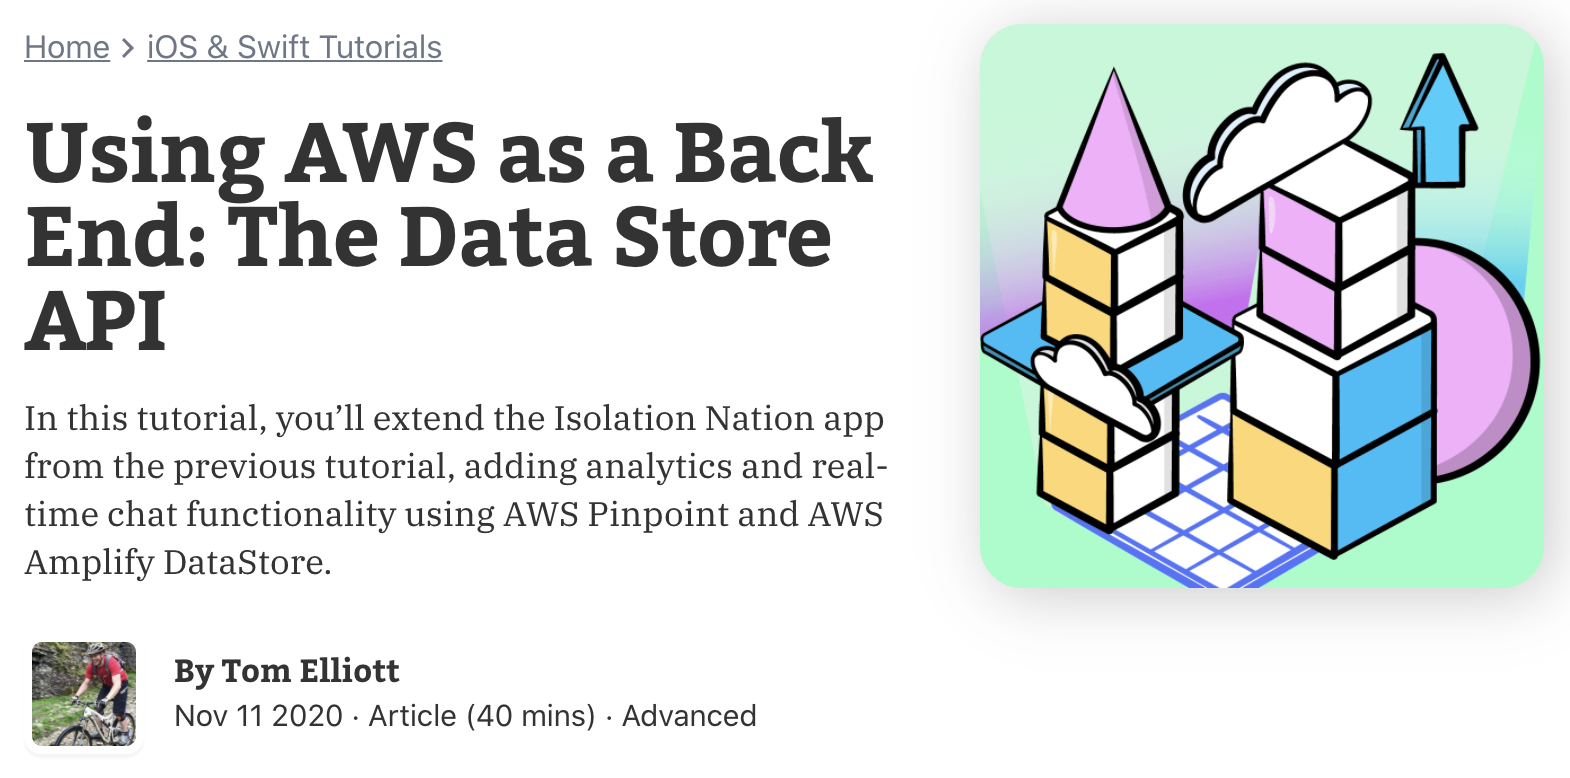 Home > iOS & Swift Tutorials
Using AWS as a Back
End: The Data Store
API
In this tutorial, you’ll extend the Isolation Nation app
from the previous tutorial, adding analytics and real-
time chat functionality using AWS Pinpoint and AWS
Amplify DataStore.
By Tom Elliott
Nov 11 2020 · Article (40 mins) · Advanced